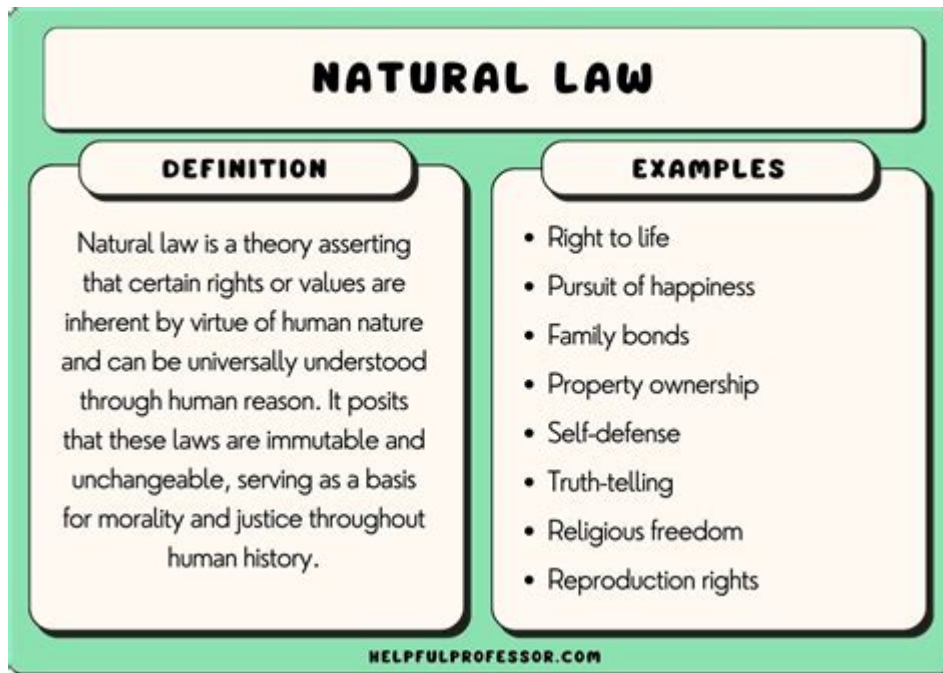 NATURAL LAW
DEFINITION
Natural law is a theory asserting
that certain rights or values are
inherent by virtue of human nature
and can be universally understood
through human reason. It posits
that these laws are immutable and
unchangeable, serving as a basis
for morality and justice throughout
human history.
EXAMPLES
• Right to life
• Pursuit of happiness
• Family bonds
• Property ownership
• Self-defense
• Truth-telling
• Religious freedom
• Reproduction rights
HELPFULPROFESSOR.COM